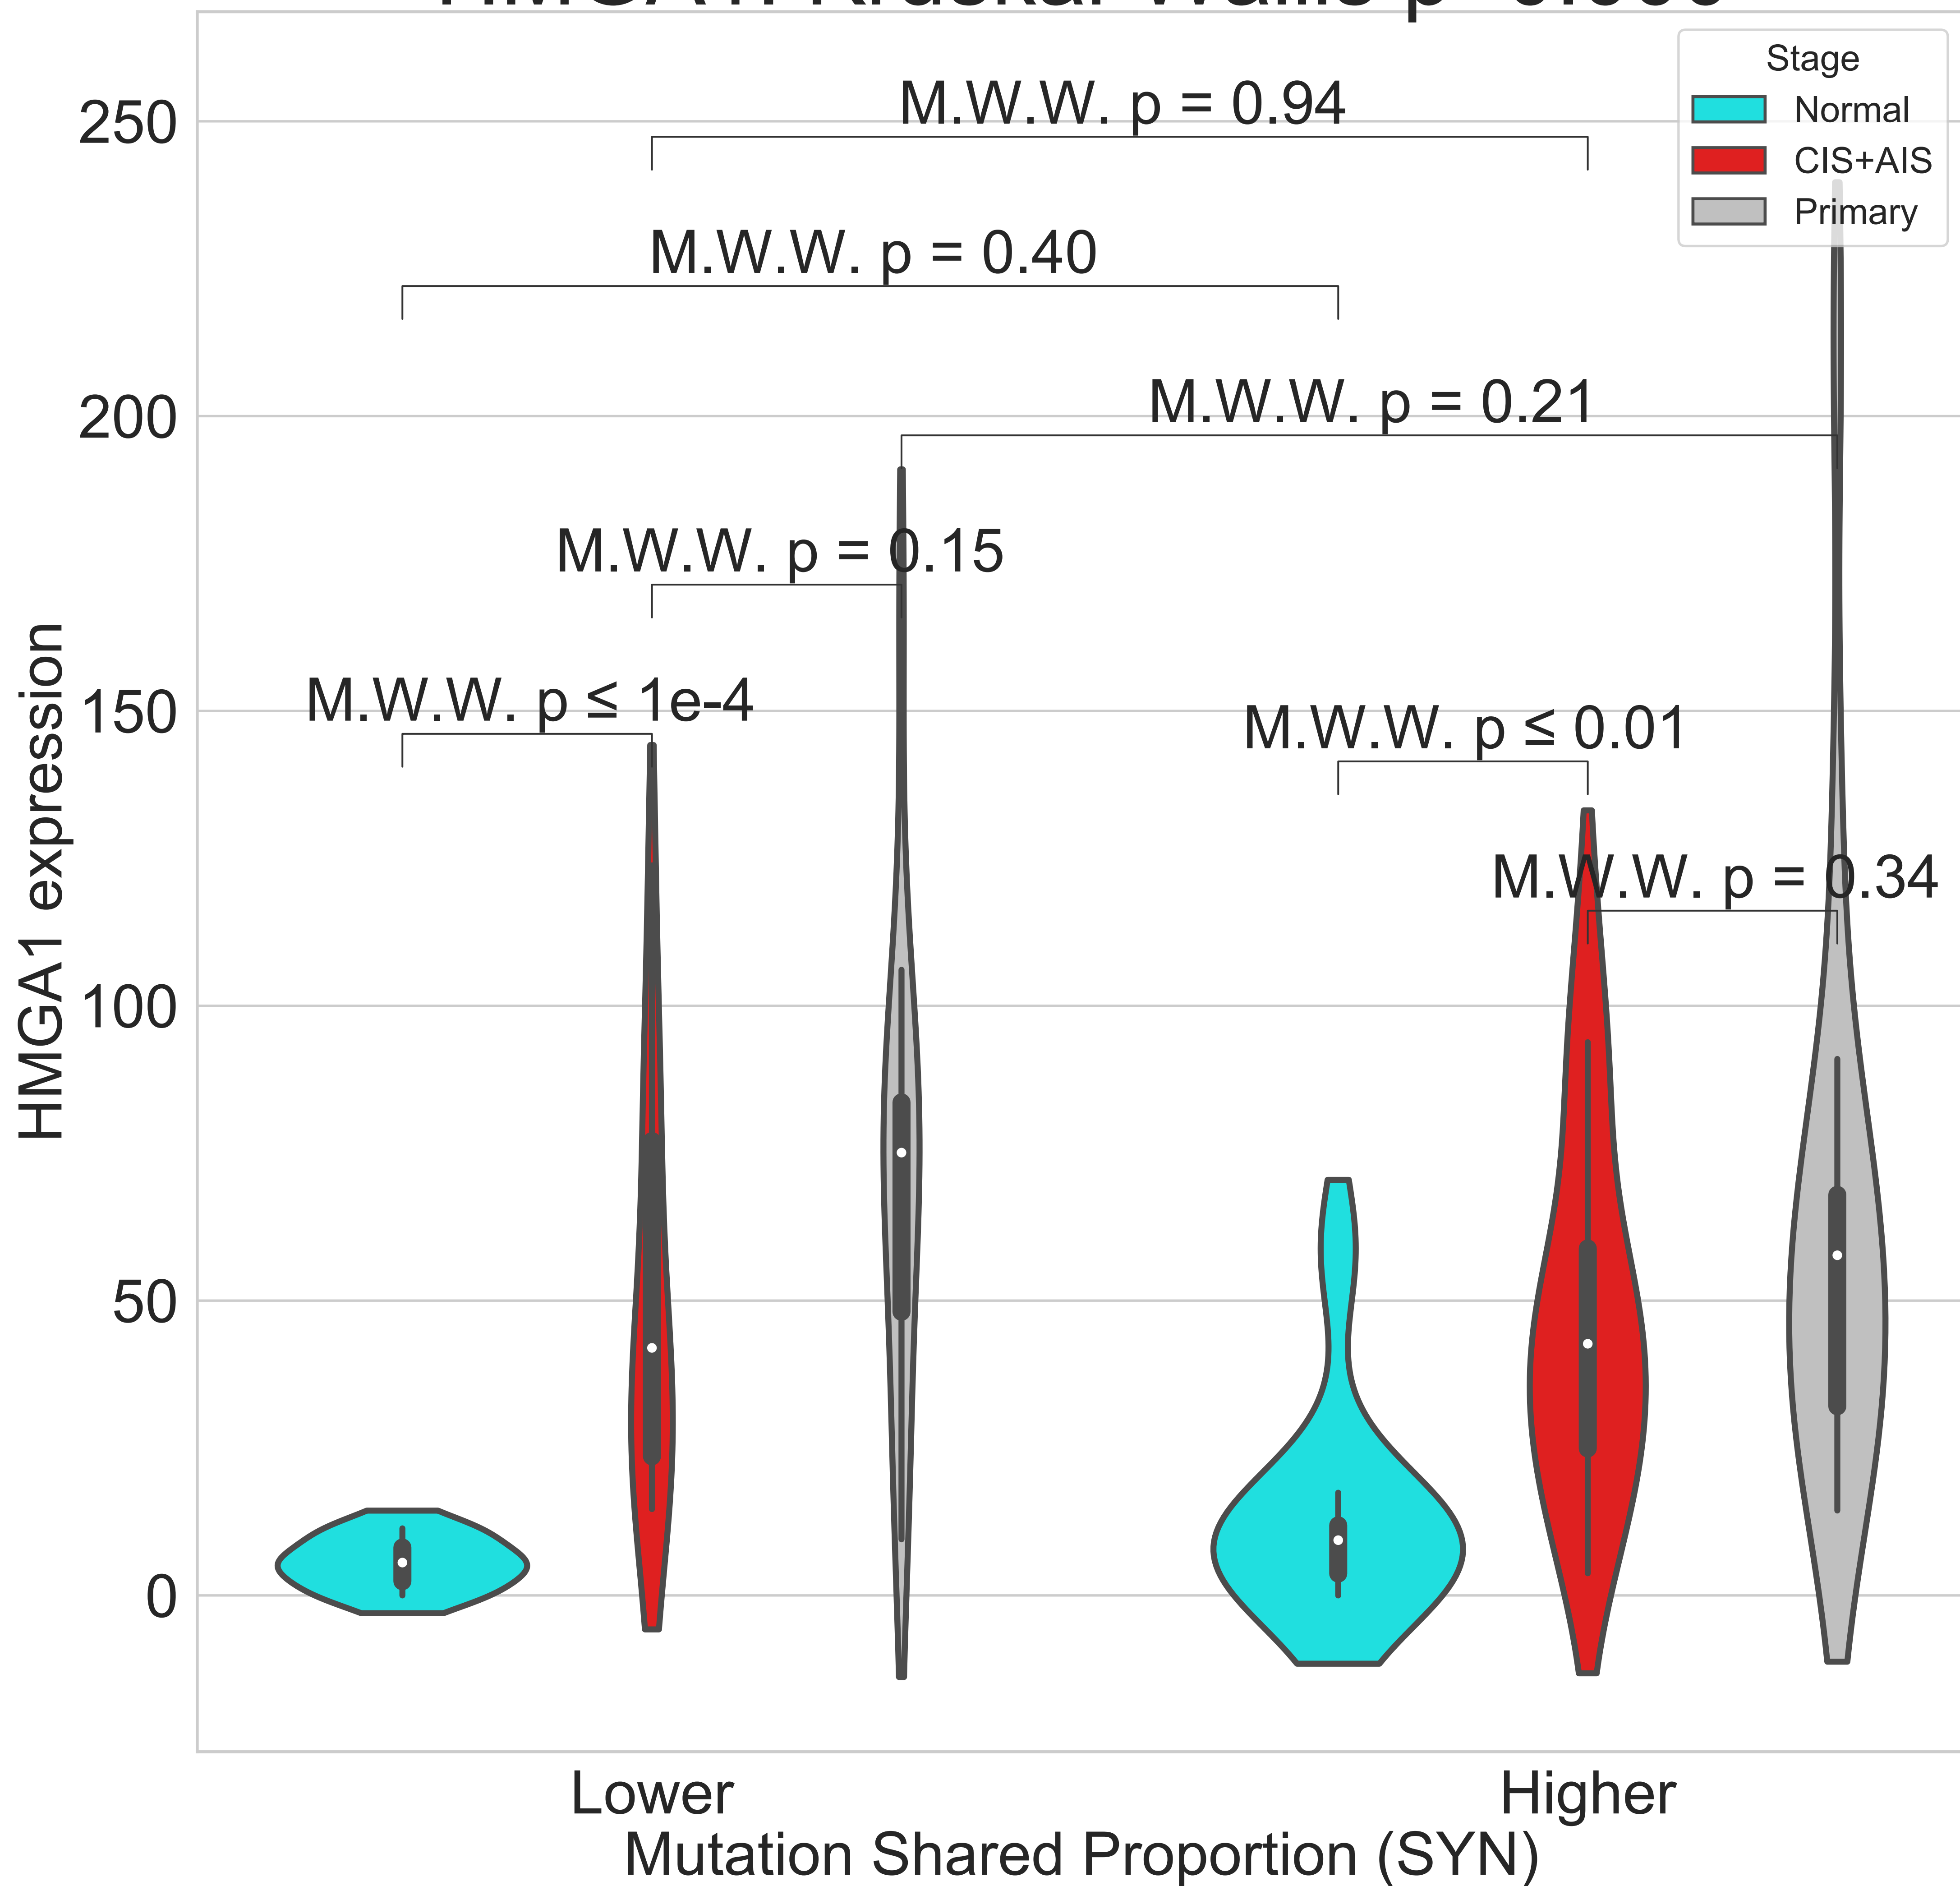 Stage
Normal
CIS+AIS
Primary
M.W.W. p = 0.94
M.W.W. p = 0.40
M.W.W. p = 0.21
M.W.W. p = 0.15
M.W.W. p ≤ 1e-4
M.W.W. p ≤ 0.01
M.W.W. p = 0.34
250
200
150
100
50
0
HMGA1 expression
Lower
Higher
Mutation Shared Proportion (SYN)